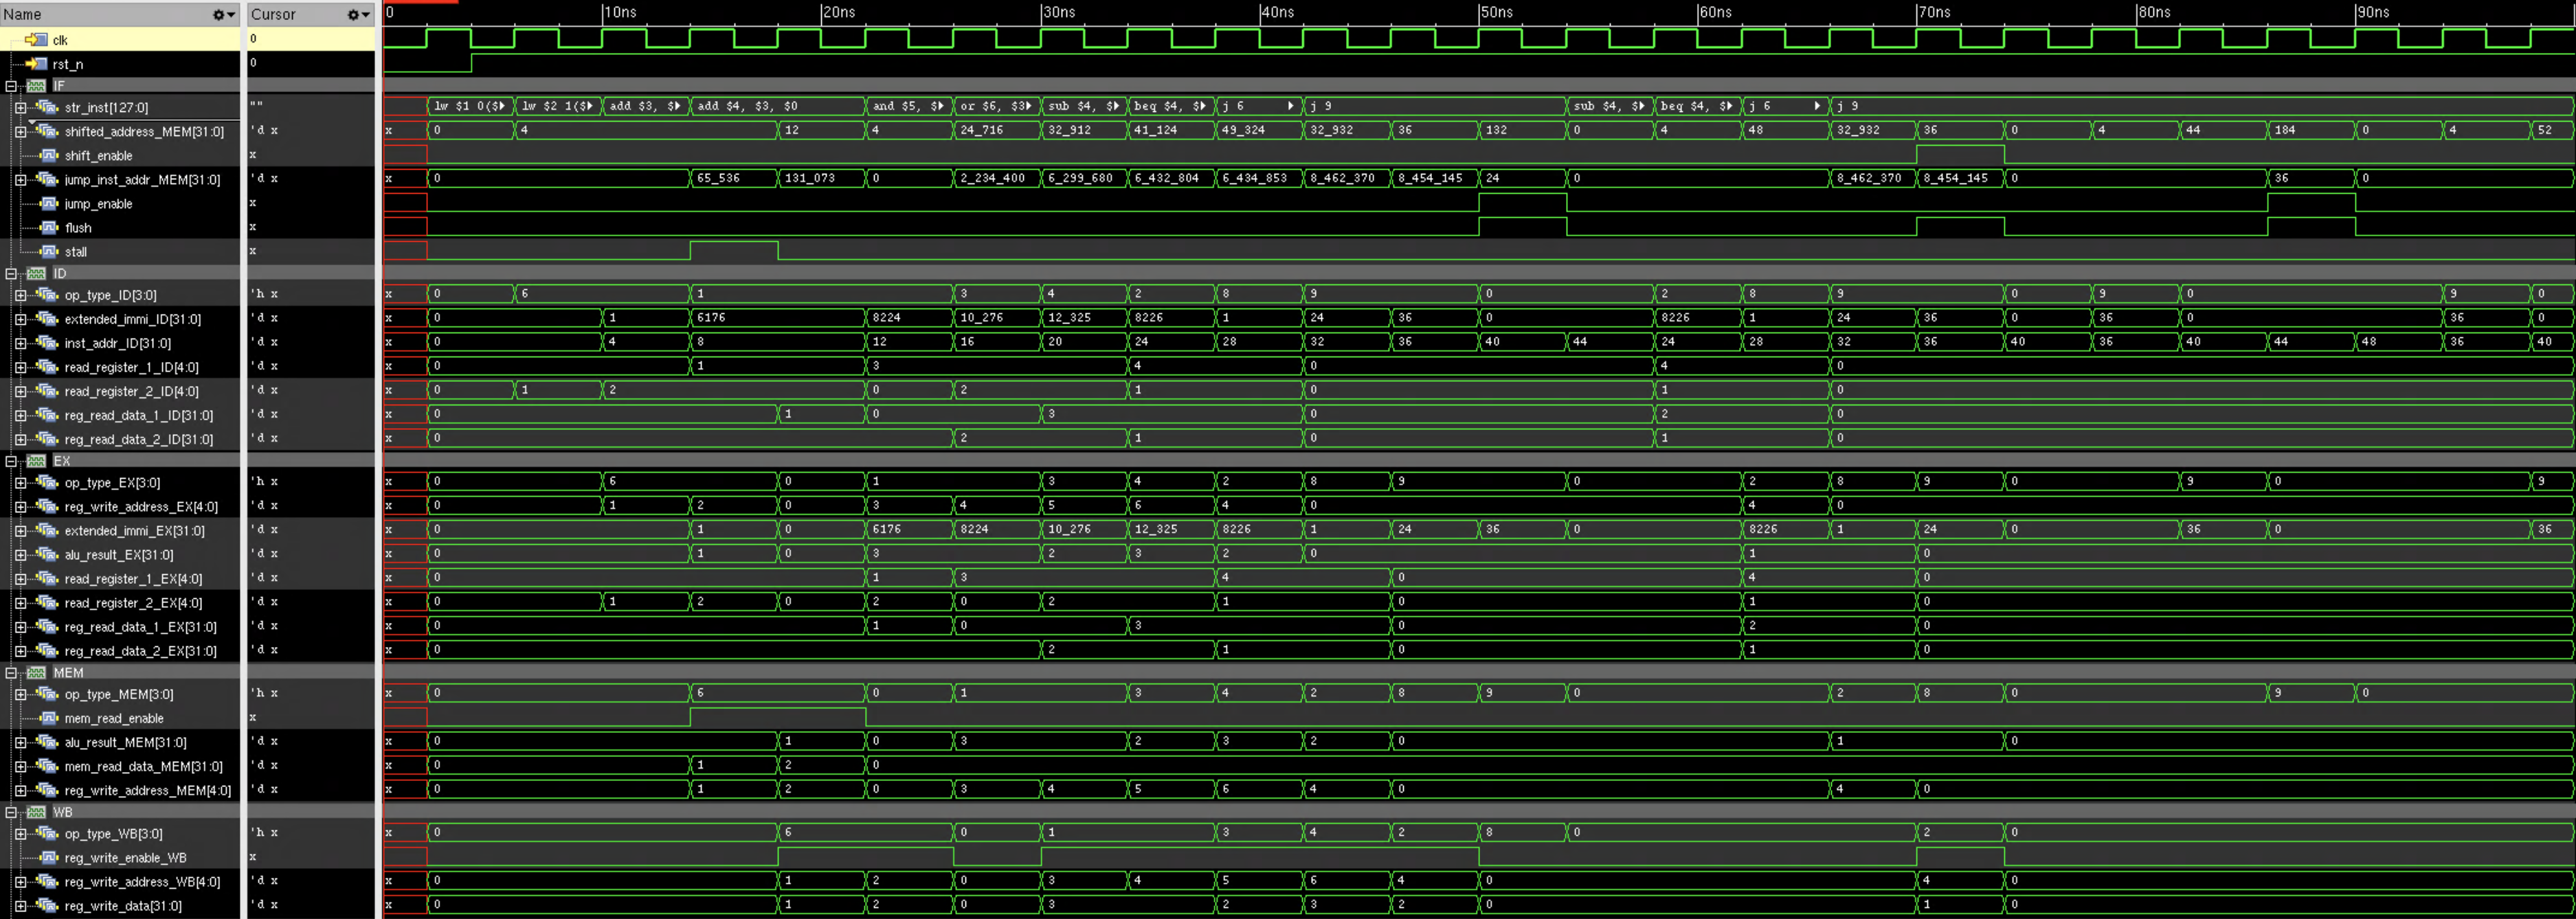 Name Cursor 0 10ns 20ns 30ns 40ns 50ns 60ns 70ns 80ns 90ns
clk 0
rst_n 0
IF
str_inst[127:0] "" lw $1 0($ lw $2 1($ add $3, $ add $4, $3, $0 and $5, $ or $6, $3 sub $4, $ beq $4, $ j 6 j 9 sub $4, $ beq $4, $ j 6 j 9
shifted_address_MEM[31:0] 'd x x 0 4 12 4 24_716 32_912 41_124 49_324 32_932 36 132 0 4 48 32_932 36 0 4 44 184 0 4 52
shift_enable x
jump_inst_addr_MEM[31:0] 'd x x 0 65_536 131_073 0 2_234_400 6_299_680 6_432_804 6_434_853 8_462_370 8_454_145 24 0 8_462_370 8_454_145 0 36 0
jump_enable x
flush x
stall x
ID
op_type_ID[3:0] 'h x x 0 6 1 3 4 2 8 9 0 2 8 9 0 9 0 9 0
extended_immi_ID[31:0] 'd x x 0 1 6176 8224 10_276 12_325 8226 1 24 36 0 8226 1 24 36 0 36 0 36 0
inst_addr_ID[31:0] 'd x x 0 4 8 12 16 20 24 28 32 36 40 44 24 28 32 36 40 36 40 44 48 36 40
read_register_1_ID[4:0] 'd x x 0 1 3 4 0 4 0
read_register_2_ID[4:0] 'd x x 0 1 2 0 2 1 0 1 0
reg_read_data_1_ID[31:0] 'd x x 0 1 0 3 0 2 0
reg_read_data_2_ID[31:0] 'd x x 0 2 1 0 1 0
EX
op_type_EX[3:0] 'h x x 0 6 0 1 3 4 2 8 9 0 2 8 9 0 9 0 9
reg_write_address_EX[4:0] 'd x x 0 1 2 0 3 4 5 6 4 0 4 0
extended_immi_EX[31:0] 'd x x 0 1 0 6176 8224 10_276 12_325 8226 1 24 36 0 8226 1 24 0 36 0 36
alu_result_EX[31:0] 'd x x 0 1 0 3 2 3 2 0 1 0
read_register_1_EX[4:0] 'd x x 0 1 3 4 0 4 0
read_register_2_EX[4:0] 'd x x 0 1 2 0 2 0 2 1 0 1 0
reg_read_data_1_EX[31:0] 'd x x 0 1 0 3 0 2 0
reg_read_data_2_EX[31:0] 'd x x 0 2 1 0 1 0
MEM
op_type_MEM[3:0] 'h x x 0 6 0 1 3 4 2 8 9 0 2 8 0 9 0
mem_read_enable x
alu_result_MEM[31:0] 'd x x 0 1 0 3 2 3 2 0 1 0
mem_read_data_MEM[31:0] 'd x x 0 1 2 0
reg_write_address_MEM[4:0] 'd x x 0 1 2 0 3 4 5 6 4 0 4 0
WB
op_type_WB[3:0] 'h x x 0 6 0 1 3 4 2 8 0 2 0
reg_write_enable_WB x
reg_write_address_WB[4:0] 'd x x 0 1 2 0 3 4 5 6 4 0 4 0
reg_write_data[31:0] 'd x x 0 1 2 0 3 2 3 2 0 1 0